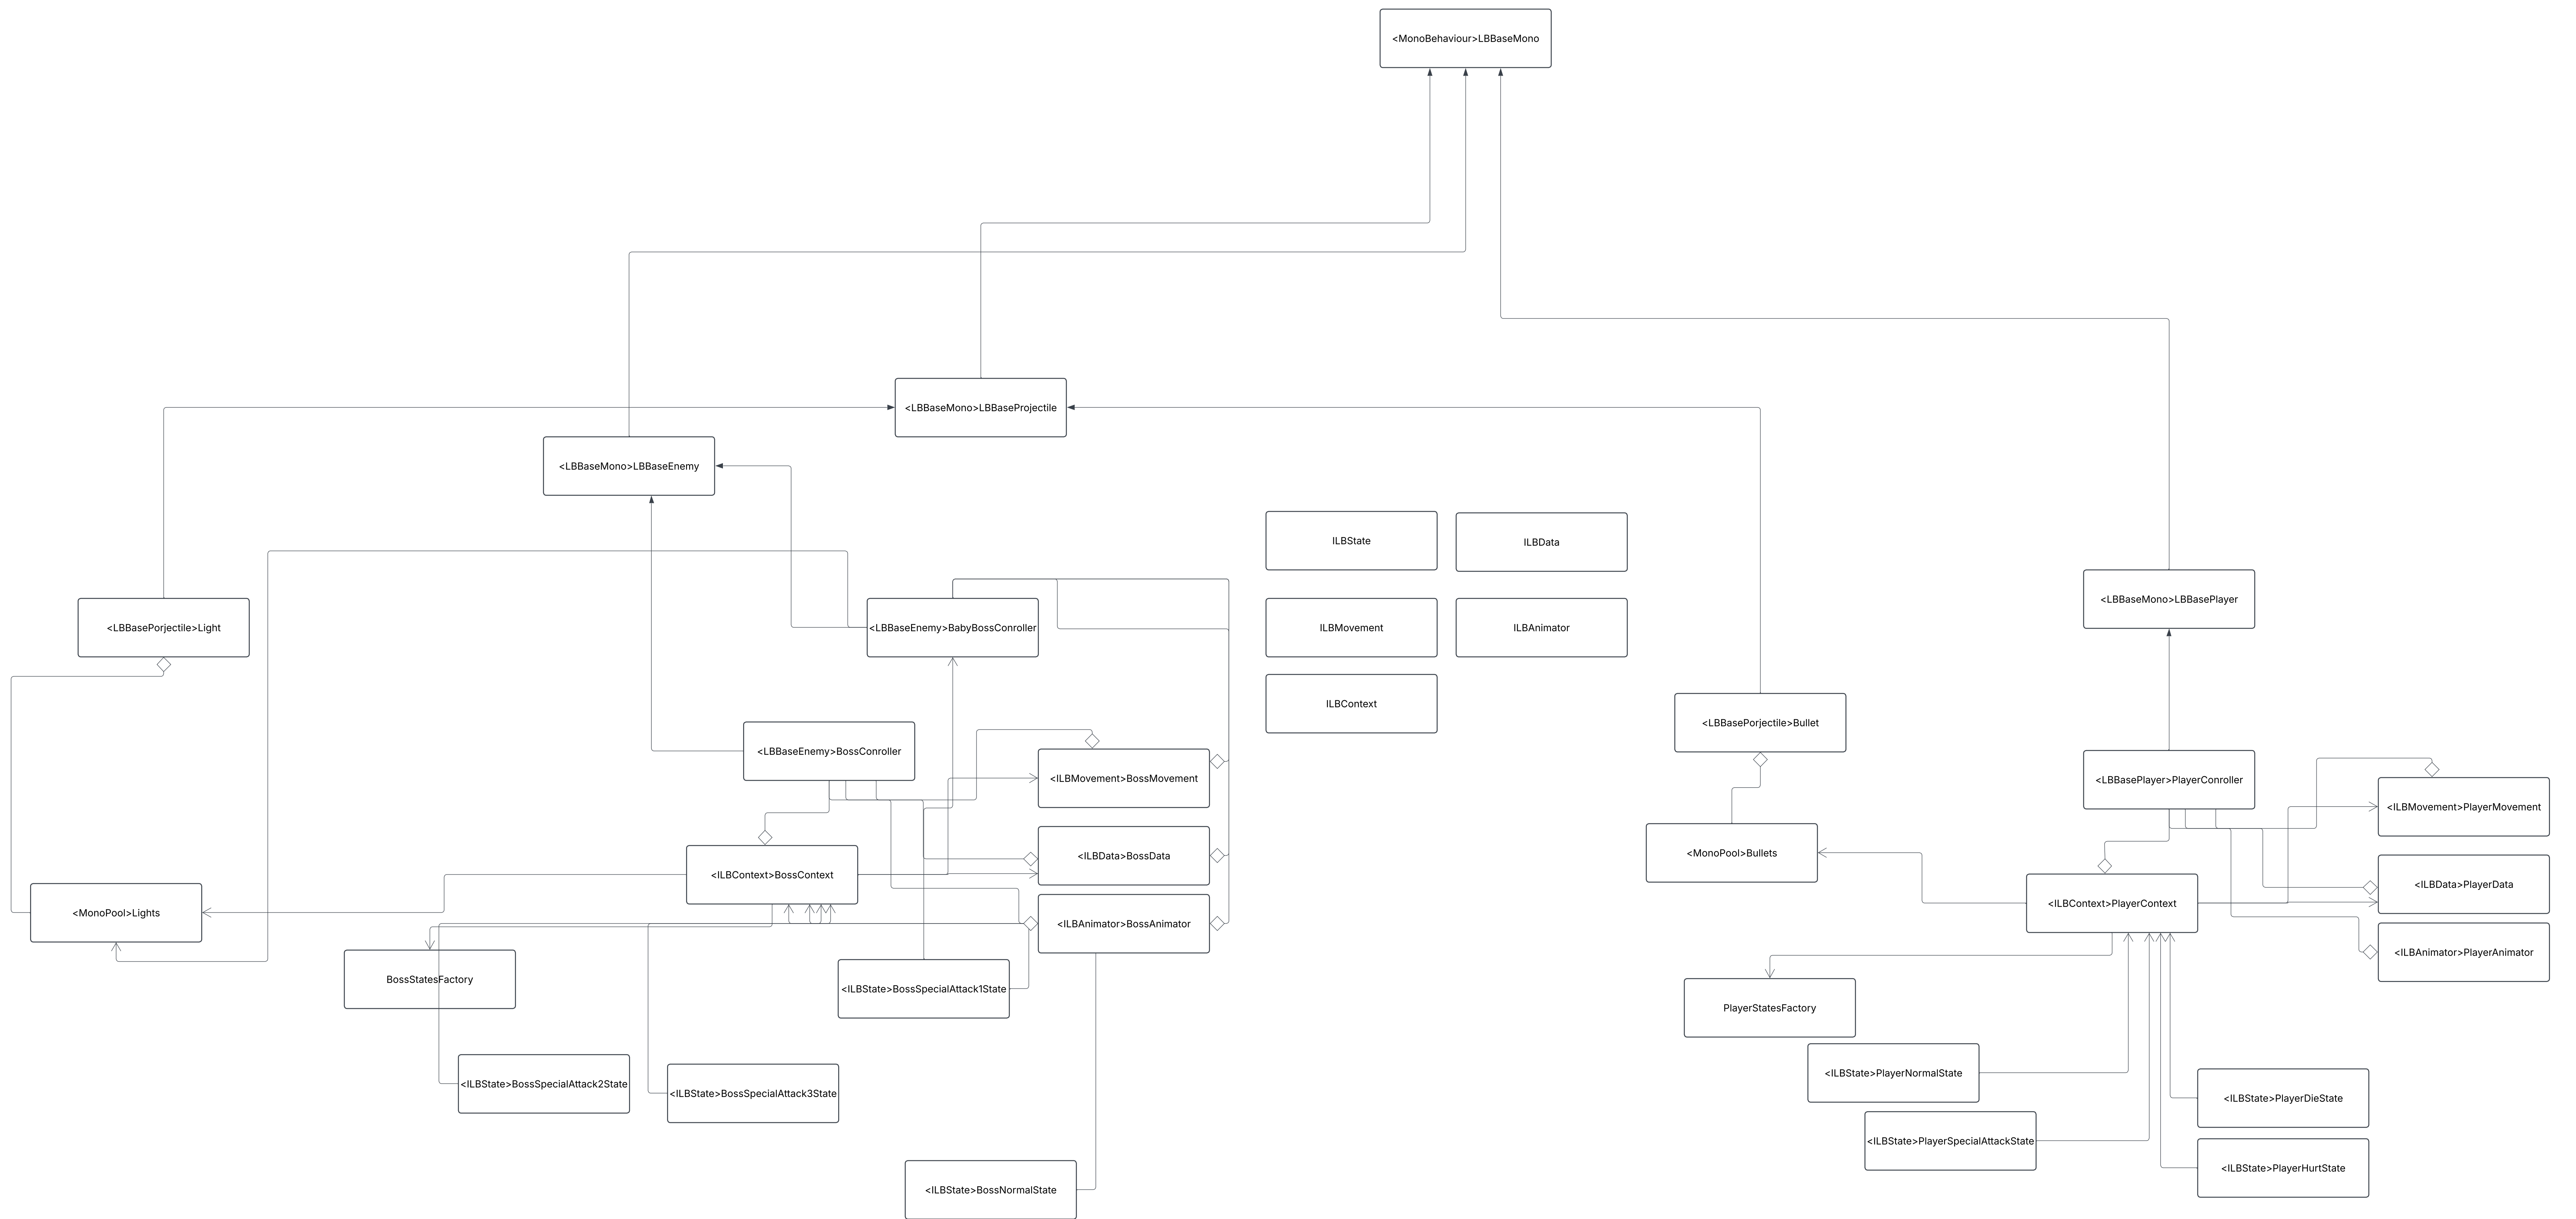 <MonoBehaviour>LBBaseMono
<LBBaseMono>LBBaseProjectile
<LBBaseMono>LBBaseEnemy
ILBState
ILBData
<LBBasePorjectile>Light
<LBBaseEnemy>BabyBossConroller
ILBMovement
ILBAnimator
<LBBaseMono>LBBasePlayer
ILBContext
<LBBasePorjectile>Bullet
<LBBaseEnemy>BossConroller
<ILBMovement>BossMovement
<LBBasePlayer>PlayerConroller
<ILBMovement>PlayerMovement
<ILBData>BossData
<MonoPool>Bullets
<ILBContext>BossContext
<ILBData>PlayerData
<MonoPool>Lights
<ILBAnimator>BossAnimator
<ILBContext>PlayerContext
<ILBAnimator>PlayerAnimator
BossStatesFactory
<ILBState>BossSpecialAttack1State
PlayerStatesFactory
<ILBState>BossSpecialAttack2State
<ILBState>BossSpecialAttack3State
<ILBState>PlayerNormalState
<ILBState>PlayerDieState
<ILBState>PlayerSpecialAttackState
<ILBState>PlayerHurtState
<ILBState>BossNormalState